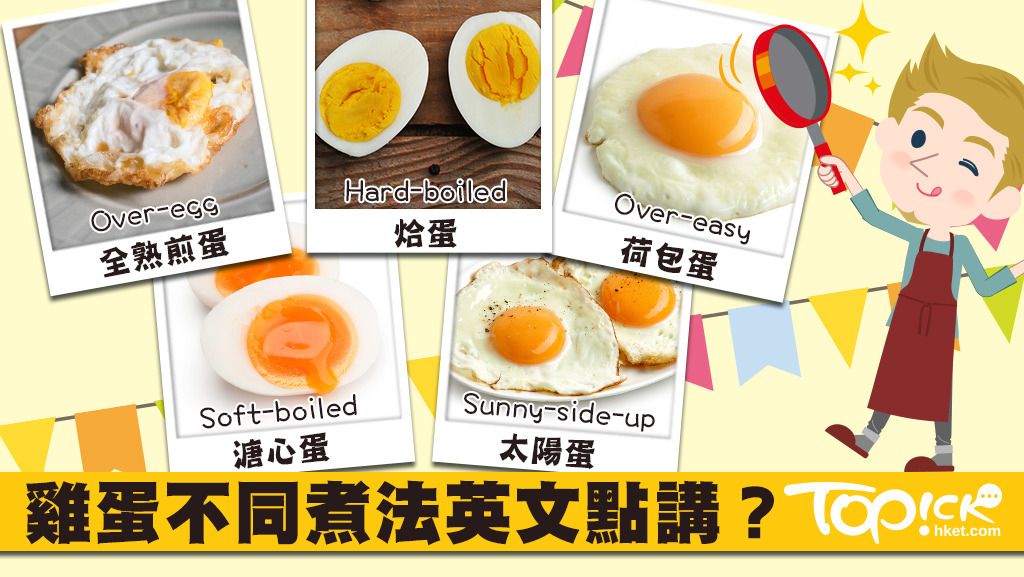 Over-egg
全熟煎蛋
Hard-boiled
烚蛋
Over-easy
荷包蛋
Soft-boiled
溏心蛋
Sunny-side-up
太陽蛋
雞蛋不同煮法英文點講？
TOPICK
hket.com